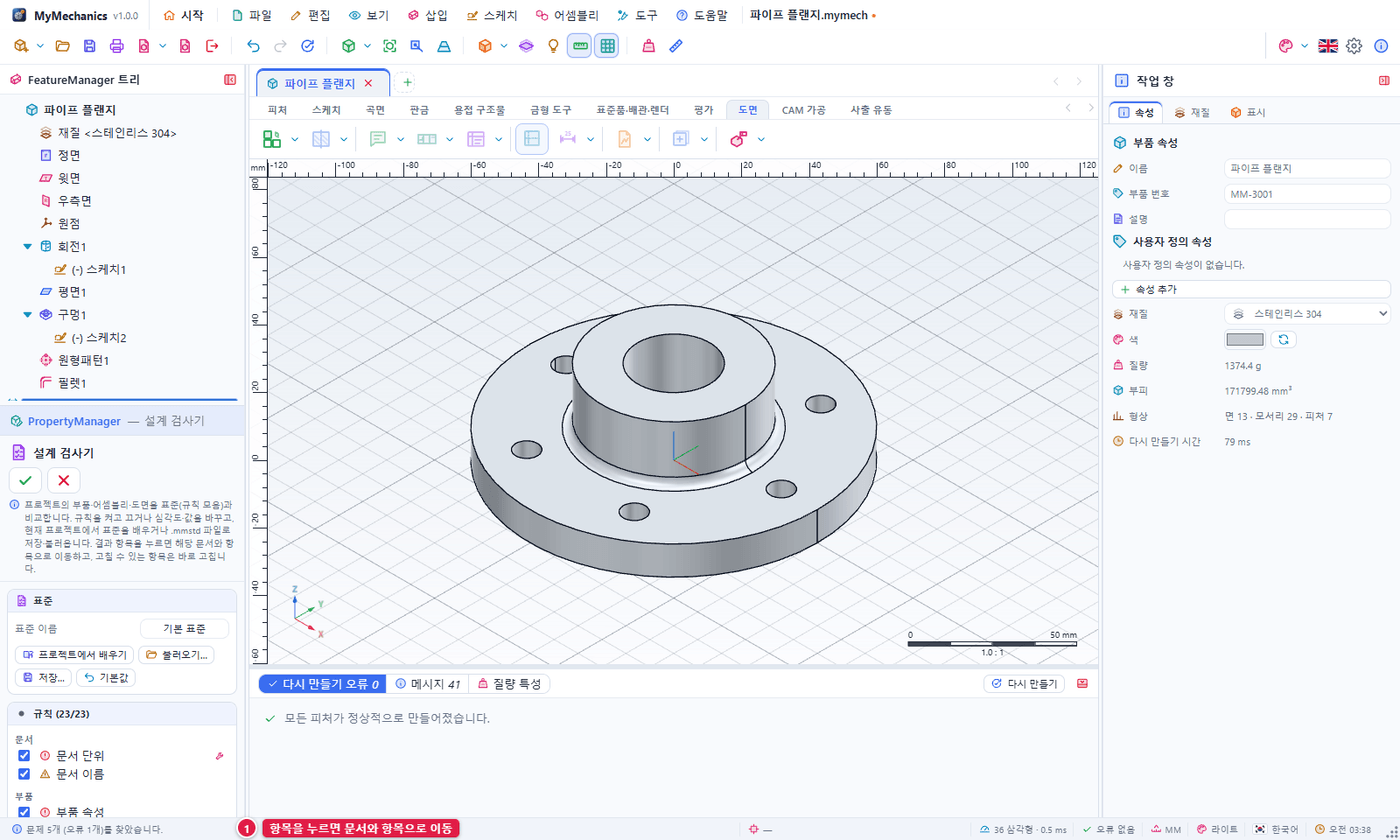 MyMechanics v1.0.0
시작
파일
편집
보기
삽입
스케치
어셈블리
도구
도움말
파이프 플랜지.mymech
FeatureManager 트리
파이프 플랜지
재질 <스테인리스 304>
정면
윗면
우측면
원점
회전1
(-) 스케치1
평면1
구멍1
(-) 스케치2
원형패턴1
필렛1
PropertyManager — 설계 검사기
설계 검사기
프로젝트의 부품·어셈블리·도면을 표준(규칙 모음)과
비교합니다. 규칙을 켜고 끄거나 심각도·값을 바꾸고,
현재 프로젝트에서 표준을 배우거나 .mmstd 파일로
저장·불러옵니다. 결과 항목을 누르면 해당 문서와 항
목으로 이동하고, 고칠 수 있는 항목은 바로 고칩니
다.
표준
표준 이름
기본 표준
프로젝트에서 배우기
불러오기...
저장...
기본값
규칙 (23/23)
문서
문서 단위
문서 이름
부품
부품 속성
파이프 플랜지
피처
스케치
곡면
판금
용접 구조물
금형 도구
표준품·배관·렌더
평가
도면
CAM 가공
사출 유동
mm
-120
-100
-80
-60
-40
-20
0
20
40
60
80
100
120
80
60
40
20
0
-20
-40
-60
Z
Y
X
0
50 mm
1.0 : 1
다시 만들기 오류 0
메시지 41
질량 특성
다시 만들기
모든 피처가 정상적으로 만들어졌습니다.
작업 창
속성
재질
표시
부품 속성
이름
파이프 플랜지
부품 번호
MM-3001
설명
사용자 정의 속성
사용자 정의 속성이 없습니다.
속성 추가
재질
스테인리스 304
색
질량
1374.4 g
부피
171799.48 mm³
형상
면 13 · 모서리 29 · 피처 7
다시 만들기 시간
79 ms
문제 5개 (오류 1개)를 찾았습니다.
1
항목을 누르면 문서와 항목으로 이동
—
36 삼각형 · 0.5 ms
오류 없음
MM
라이트
한국어
오전 03:38